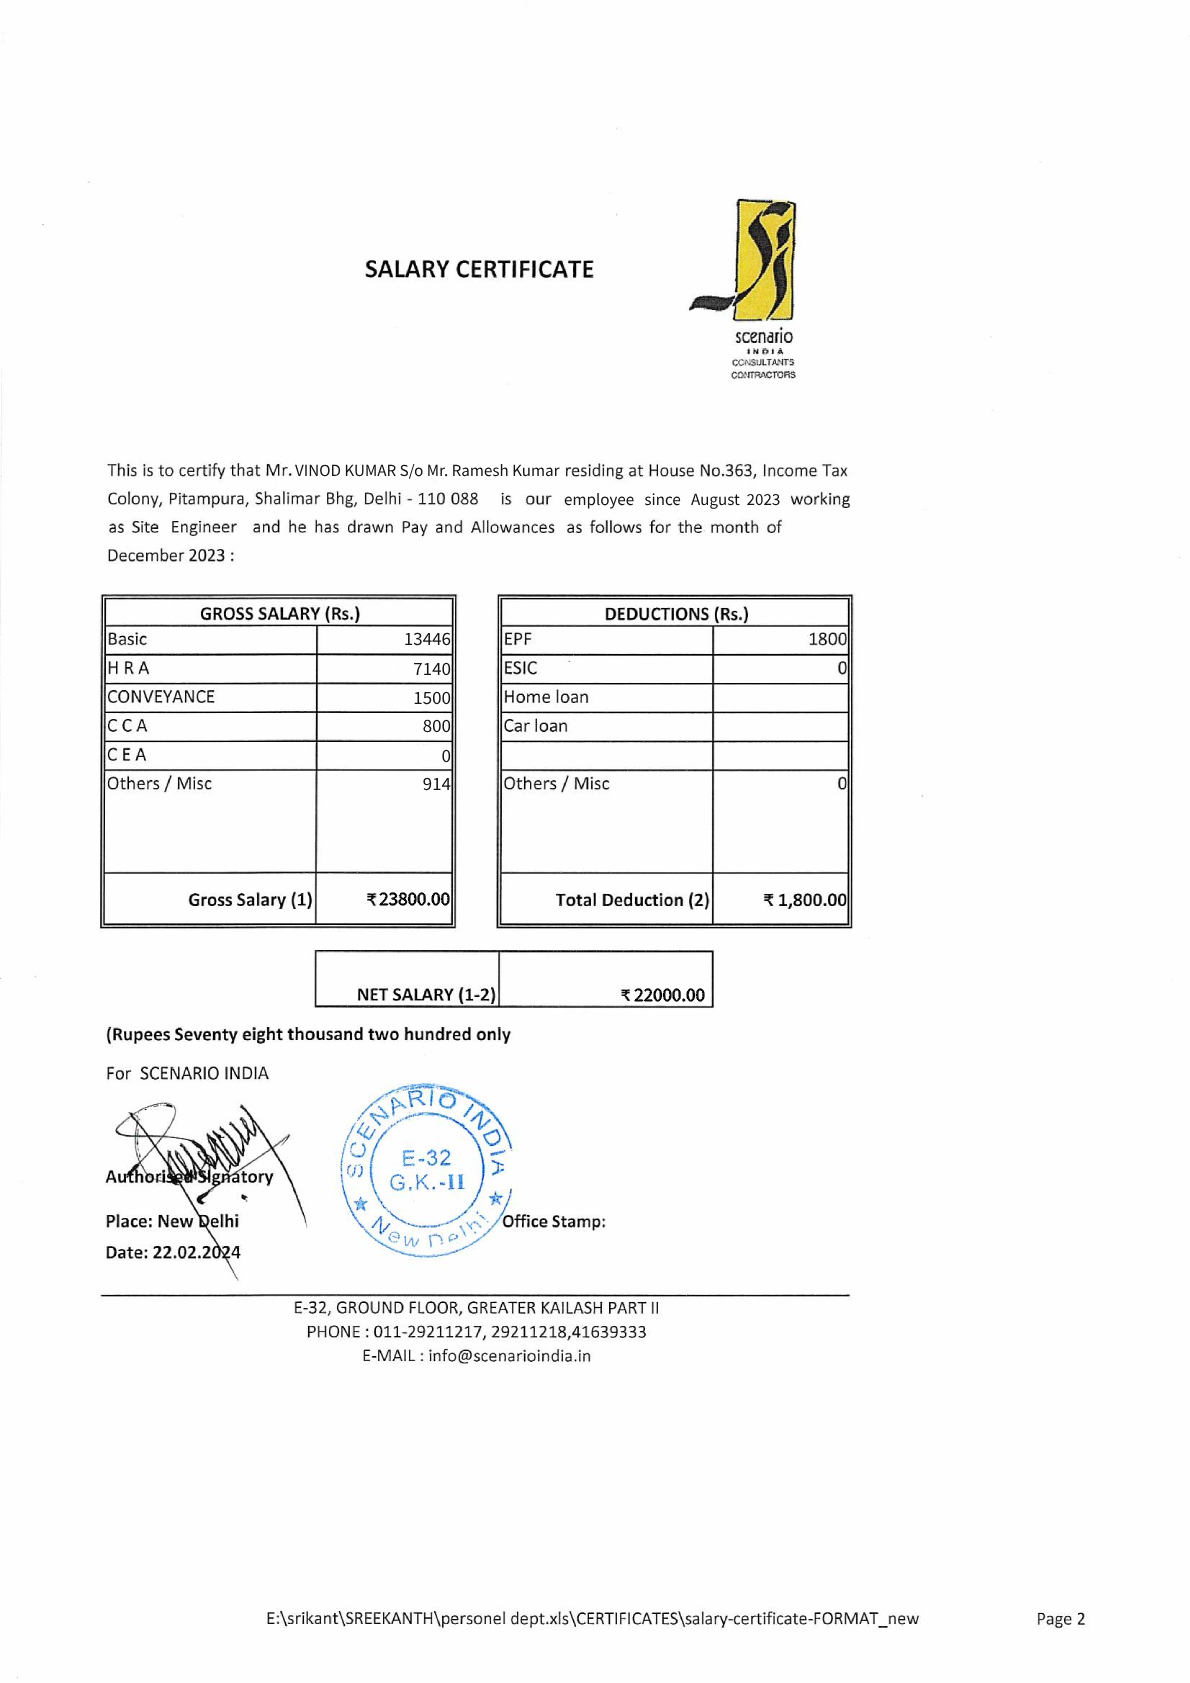 SALARY CERTIFICATE
scenario
INDIA
CONSULTANTS
CONTRACTORS
This is to certify that Mr. VINOD KUMAR S/o Mr. Ramesh Kumar residing at House No.363, Income Tax
Colony, Pitampura, Shalimar Bhg, Delhi - 110 088 is our employee since August 2023 working
as Site Engineer and he has drawn Pay and Allowances as follows for the month of
December 2023 :
GROSS SALARY (Rs.) DEDUCTIONS (Rs.)
Basic 13446 EPF 1800
H R A 7140 ESIC 0
CONVEYANCE 1500 Home loan
C C A 800 Car loan
C E A 0
Others / Misc 914 Others / Misc 0
Gross Salary (1) ₹23800.00 Total Deduction (2) ₹ 1,800.00
NET SALARY (1-2) ₹ 22000.00
(Rupees Seventy eight thousand two hundred only
For SCENARIO INDIA
SCENARIO INDIA
E-32
G.K.-II
New Delhi
Authorised Signatory
Place: New Delhi Office Stamp:
Date: 22.02.2024
E-32, GROUND FLOOR, GREATER KAILASH PART II
PHONE : 011-29211217, 29211218,41639333
E-MAIL : info@scenarioindia.in
E:\srikant\SREEKANTH\personel dept.xls\CERTIFICATES\salary-certificate-FORMAT_new Page 2